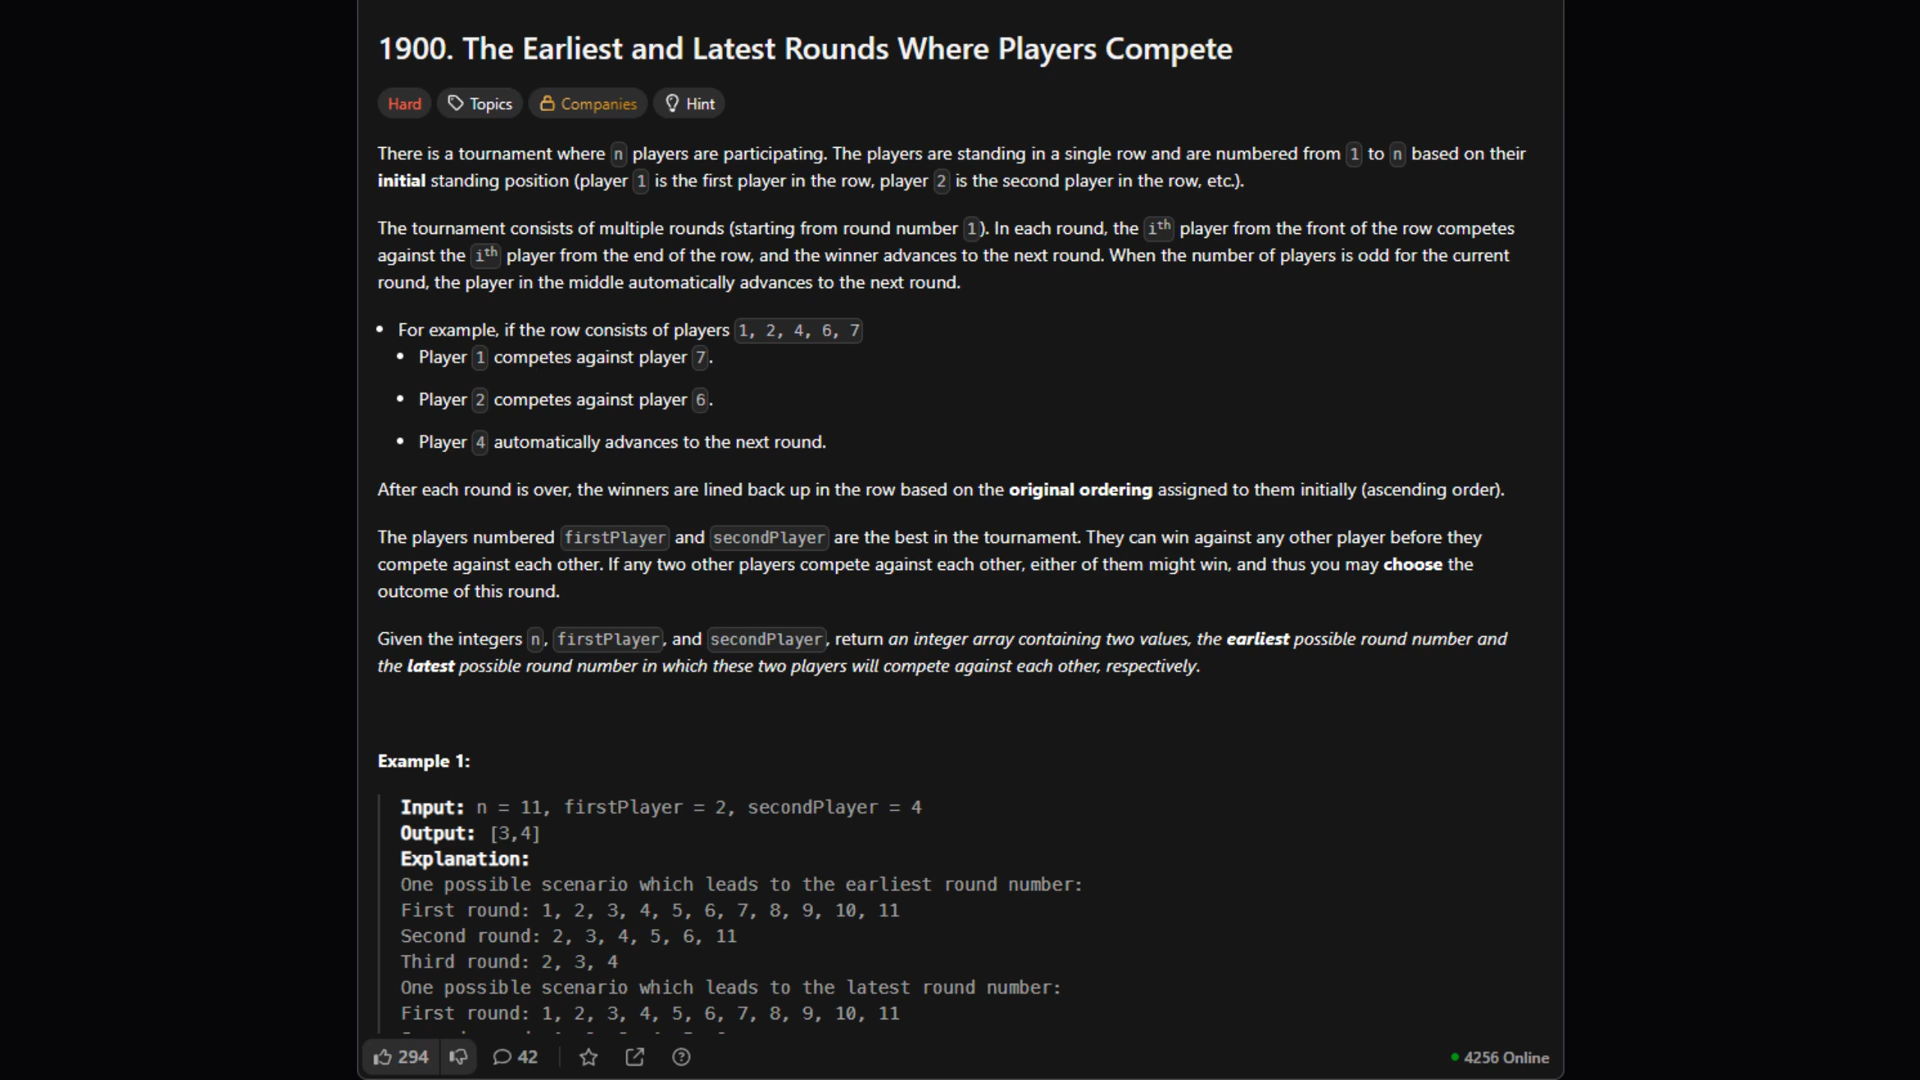 1900. The Earliest and Latest Rounds Where Players Compete
Hard Topics Companies Hint
There is a tournament where n players are participating. The players are standing in a single row and are numbered from 1 to n based on their
initial standing position (player 1 is the first player in the row, player 2 is the second player in the row, etc.).
The tournament consists of multiple rounds (starting from round number 1). In each round, the ith player from the front of the row competes
against the ith player from the end of the row, and the winner advances to the next round. When the number of players is odd for the current
round, the player in the middle automatically advances to the next round.
• For example, if the row consists of players 1, 2, 4, 6, 7
• Player 1 competes against player 7.
• Player 2 competes against player 6.
• Player 4 automatically advances to the next round.
After each round is over, the winners are lined back up in the row based on the original ordering assigned to them initially (ascending order).
The players numbered firstPlayer and secondPlayer are the best in the tournament. They can win against any other player before they
compete against each other. If any two other players compete against each other, either of them might win, and thus you may choose the
outcome of this round.
Given the integers n, firstPlayer, and secondPlayer, return an integer array containing two values, the earliest possible round number and
the latest possible round number in which these two players will compete against each other, respectively.
Example 1:
Input: n = 11, firstPlayer = 2, secondPlayer = 4
Output: [3,4]
Explanation:
One possible scenario which leads to the earliest round number:
First round: 1, 2, 3, 4, 5, 6, 7, 8, 9, 10, 11
Second round: 2, 3, 4, 5, 6, 11
Third round: 2, 3, 4
One possible scenario which leads to the latest round number:
First round: 1, 2, 3, 4, 5, 6, 7, 8, 9, 10, 11
294 42 4256 Online